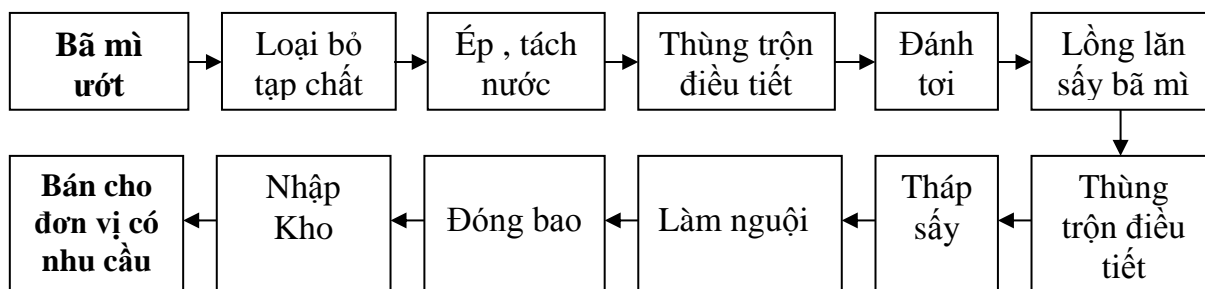 Bã mì
ướt
Loại bỏ
tạp chất
Ép , tách
nước
Thùng trộn
điều tiết
Đánh
tơi
Lồng lăn
sấy bã mì
Thùng
trộn điều
tiết
Tháp
sấy
Làm nguội
Đóng bao
Nhập
Kho
Bán cho
đơn vị có
nhu cầu